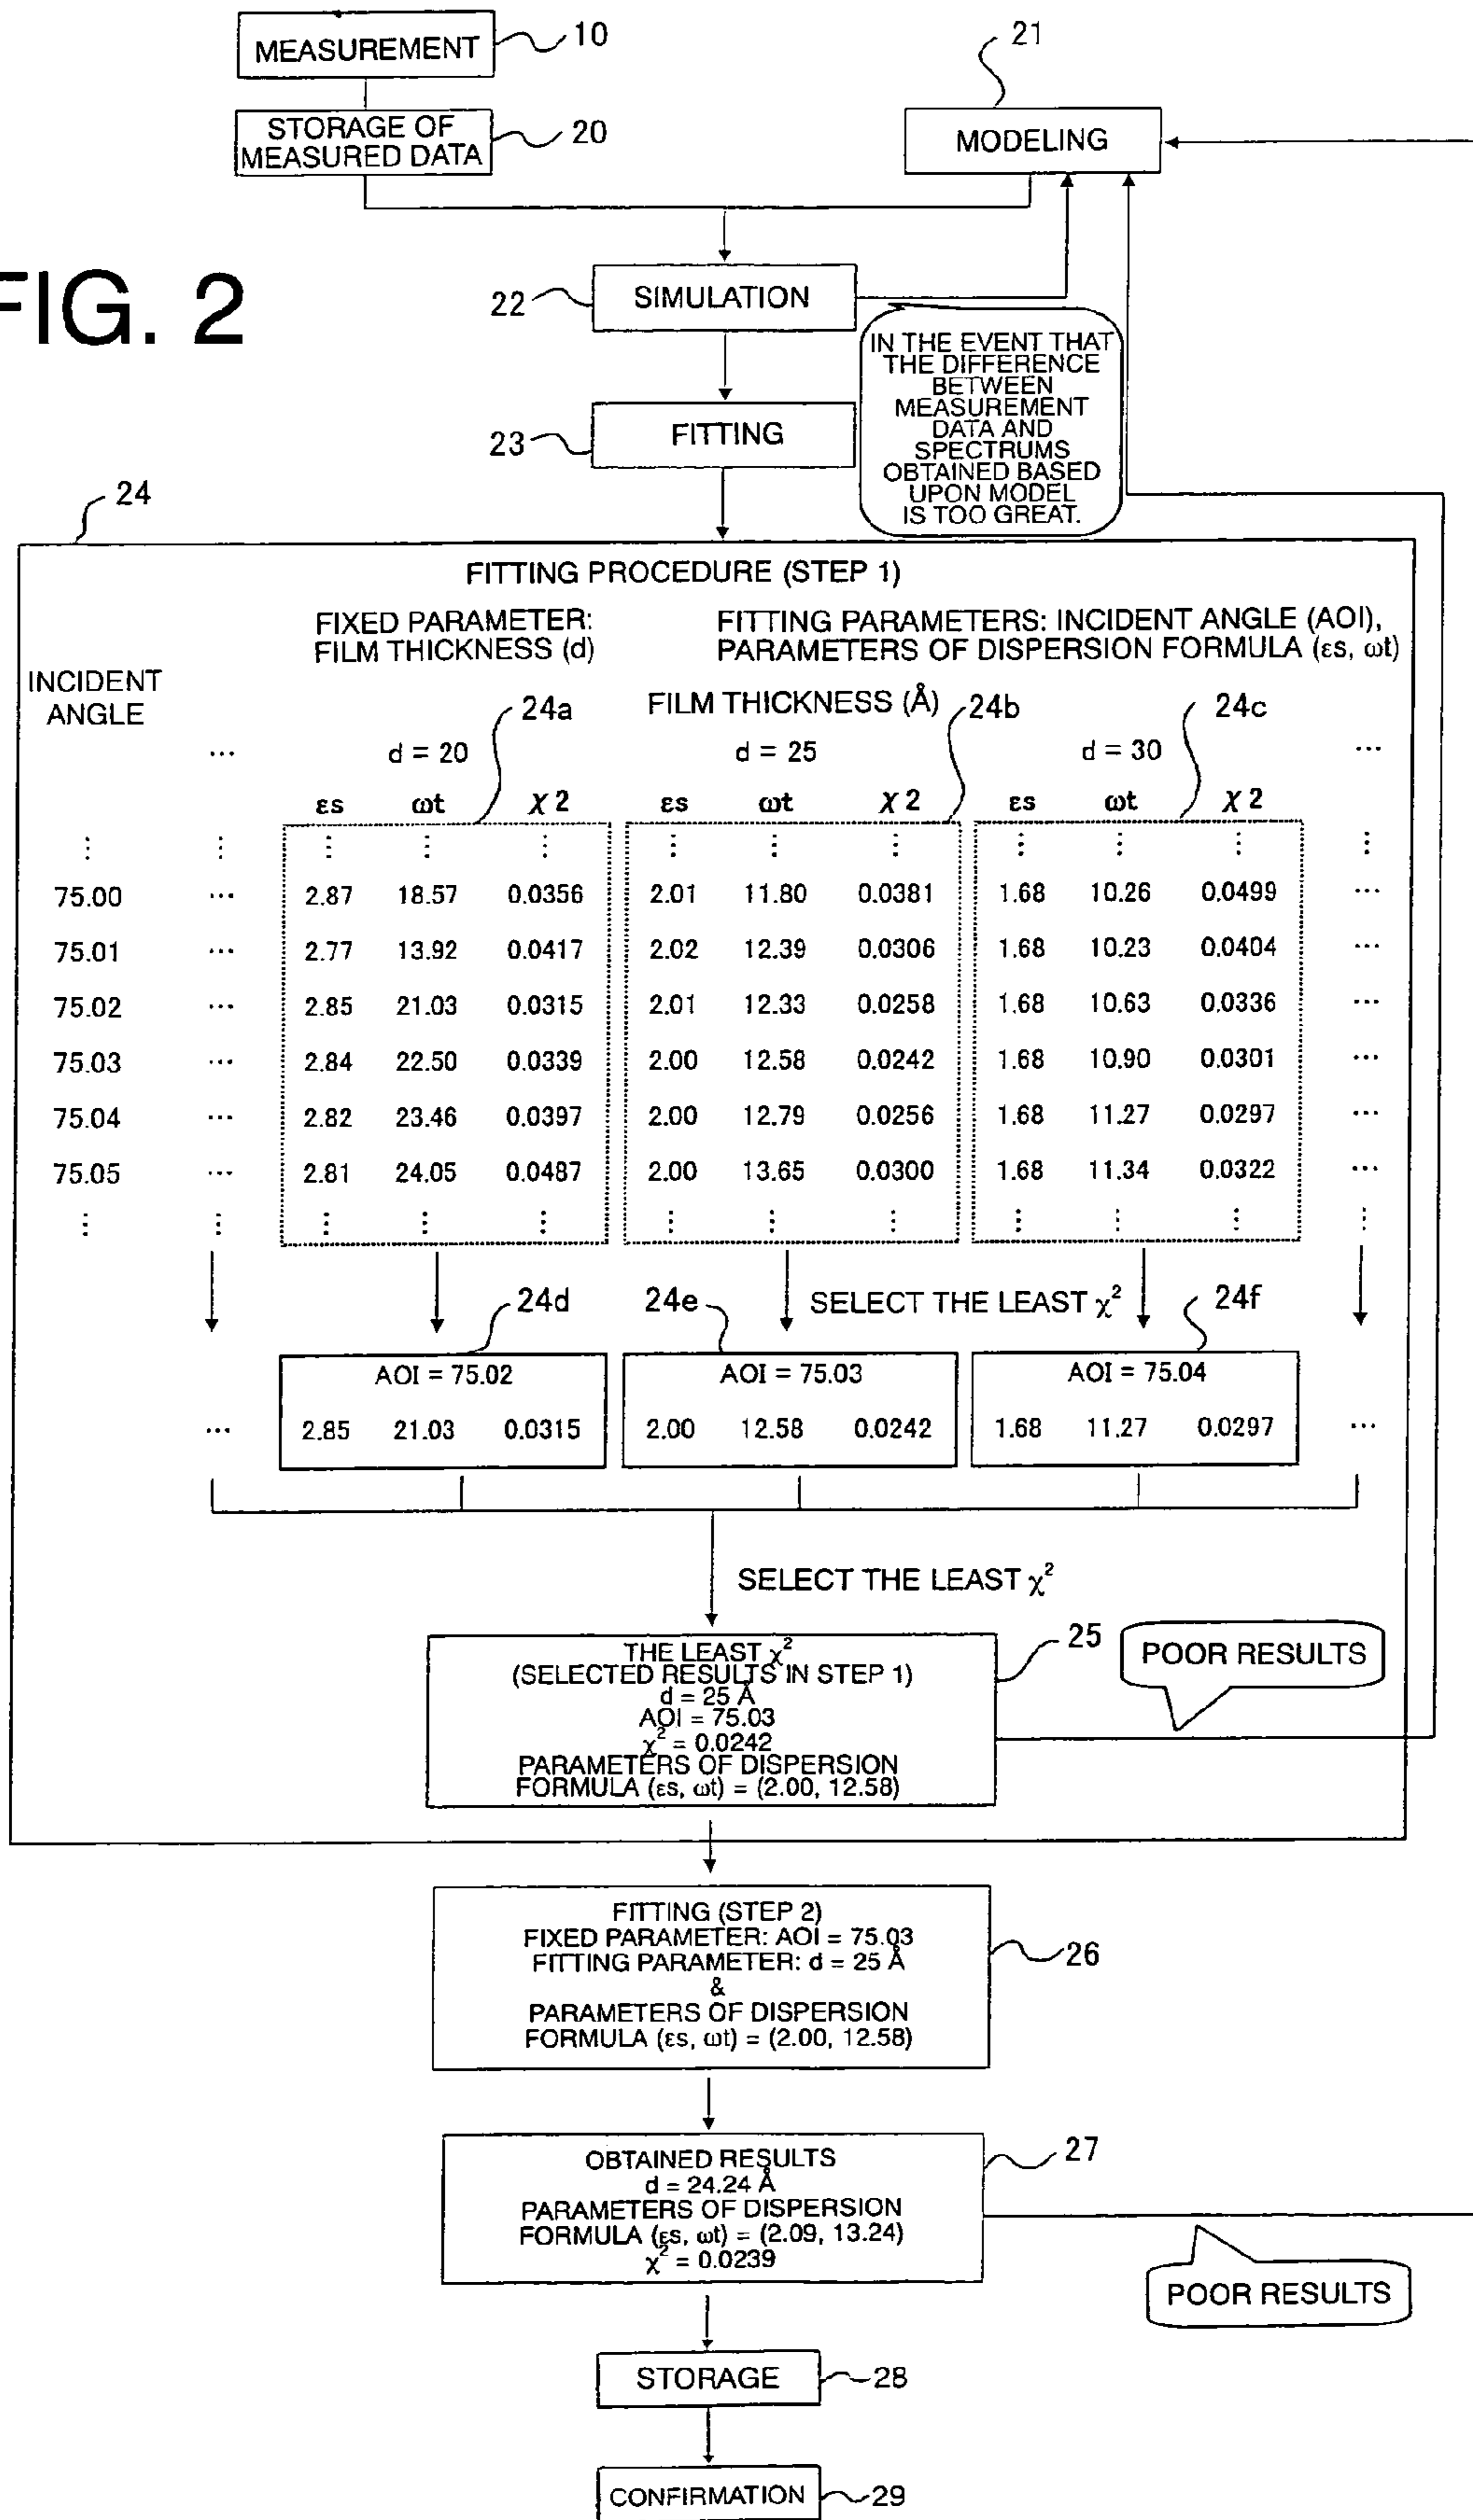 MEASUREMENT
10
STORAGE OF
MEASURED DATA
20
21
MODELING
FIG. 2
22
SIMULATION
IN THE EVENT THAT
THE DIFFERENCE
BETWEEN
MEASUREMENT
DATA AND
SPECTRUMS
OBTAINED BASED
UPON MODEL
IS TOO GREAT.
23
FITTING
24
FITTING PROCEDURE (STEP 1)
FIXED PARAMETER:
FILM THICKNESS (d)
FITTING PARAMETERS: INCIDENT ANGLE (AOI),
PARAMETERS OF DISPERSION FORMULA (εs, ωt)
INCIDENT
ANGLE
24a FILM THICKNESS (Å) 24b 24c
... d = 20 d = 25 d = 30 ...
εs ωt χ 2 εs ωt χ 2 εs ωt χ 2
⋮ ⋮ ⋮ ⋮ ⋮ ⋮ ⋮ ⋮ ⋮ ⋮ ⋮ ⋮
75.00 ... 2.87 18.57 0.0356 2.01 11.80 0.0381 1.68 10.26 0.0499 ...
75.01 ... 2.77 13.92 0.0417 2.02 12.39 0.0306 1.68 10.23 0.0404 ...
75.02 ... 2.85 21.03 0.0315 2.01 12.33 0.0258 1.68 10.63 0.0336 ...
75.03 ... 2.84 22.50 0.0339 2.00 12.58 0.0242 1.68 10.90 0.0301 ...
75.04 ... 2.82 23.46 0.0397 2.00 12.79 0.0256 1.68 11.27 0.0297 ...
75.05 ... 2.81 24.05 0.0487 2.00 13.65 0.0300 1.68 11.34 0.0322 ...
⋮ ⋮ ⋮ ⋮ ⋮ ⋮ ⋮ ⋮ ⋮ ⋮ ⋮ ⋮
24d 24e SELECT THE LEAST χ² 24f
AOI = 75.02 AOI = 75.03 AOI = 75.04
... 2.85 21.03 0.0315 2.00 12.58 0.0242 1.68 11.27 0.0297 ...
SELECT THE LEAST χ²
THE LEAST χ²
(SELECTED RESULTS IN STEP 1)
d = 25 Å
AOI = 75.03
χ² = 0.0242
PARAMETERS OF DISPERSION
FORMULA (εs, ωt) = (2.00, 12.58)
25
POOR RESULTS
FITTING (STEP 2)
FIXED PARAMETER: AOI = 75.03
FITTING PARAMETER: d = 25 Å
&
PARAMETERS OF DISPERSION
FORMULA (εs, ωt) = (2.00, 12.58)
26
OBTAINED RESULTS
d = 24.24 Å
PARAMETERS OF DISPERSION
FORMULA (εs, ωt) = (2.09, 13.24)
χ² = 0.0239
27
POOR RESULTS
STORAGE
28
CONFIRMATION
29